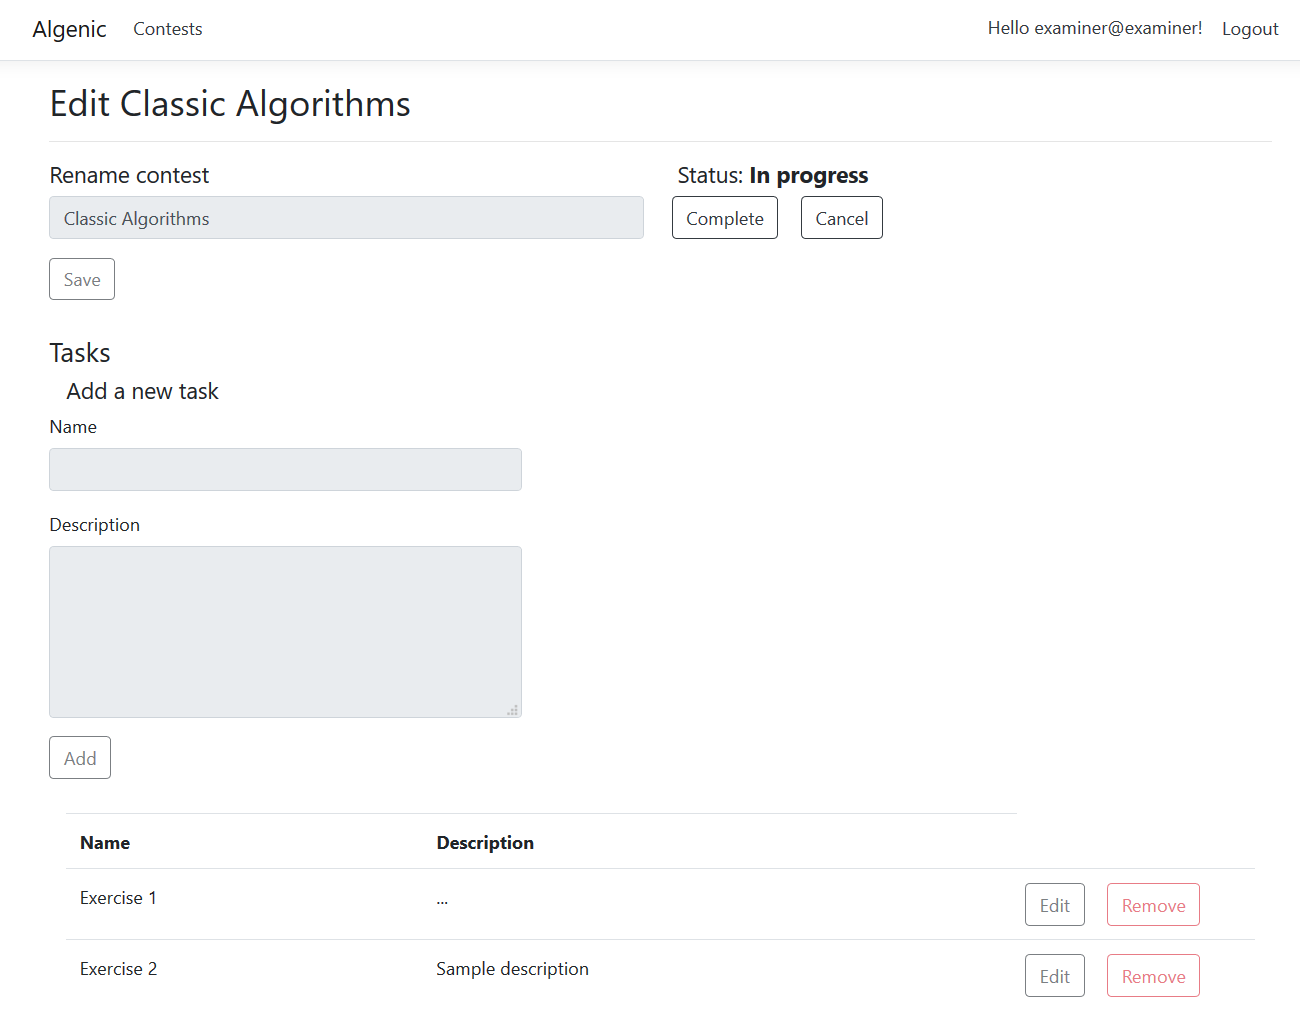 Algenic Contests Hello examiner@examiner! Logout
Edit Classic Algorithms
Rename contest Status: In progress
Classic Algorithms Complete Cancel
Save
Tasks
Add a new task
Name
Description
Add
Name Description
Exercise 1 ... Edit Remove
Exercise 2 Sample description Edit Remove